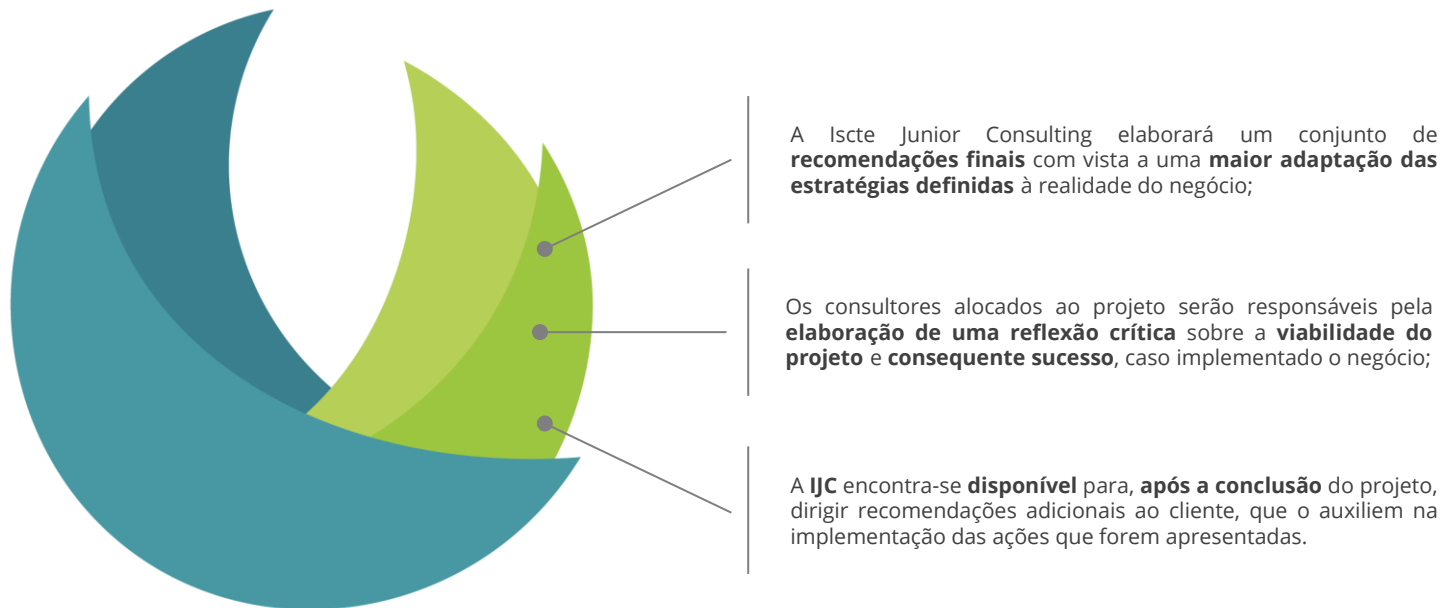 A Iscte Junior Consulting elaborará um conjunto de
recomendações finais com vista a uma maior adaptação das
estratégias definidas à realidade do negócio;
Os consultores alocados ao projeto serão responsáveis pela
elaboração de uma reflexão crítica sobre a viabilidade do
projeto e consequente sucesso, caso implementado o negócio;
A IJC encontra-se disponível para, após a conclusão do projeto,
dirigir recomendações adicionais ao cliente, que o auxiliem na
implementação das ações que forem apresentadas.